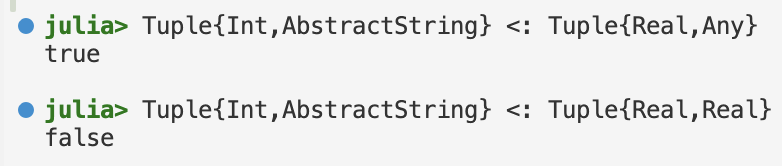 julia> Tuple{Int,AbstractString} <: Tuple{Real,Any}
true
julia> Tuple{Int,AbstractString} <: Tuple{Real,Real}
false